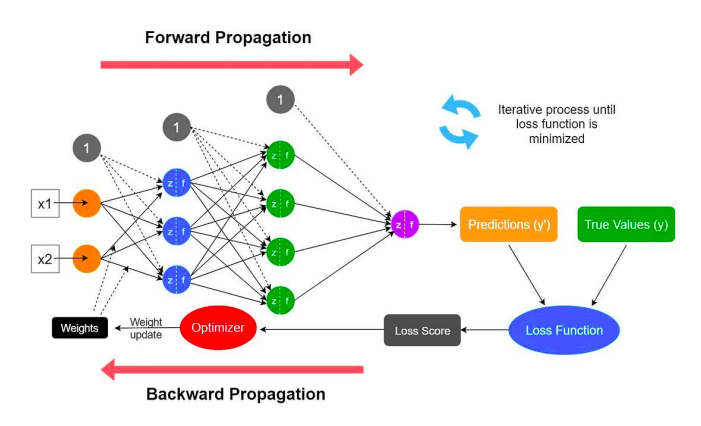 Forward Propagation
1
1
1
Iterative process until
loss function is
minimized
x1
x2
z f
z f
z f
z f
z f
z f
z f
z f
Predictions (y')
True Values (y)
Weights
Weight
update
Optimizer
Loss Score
Loss Function
Backward Propagation